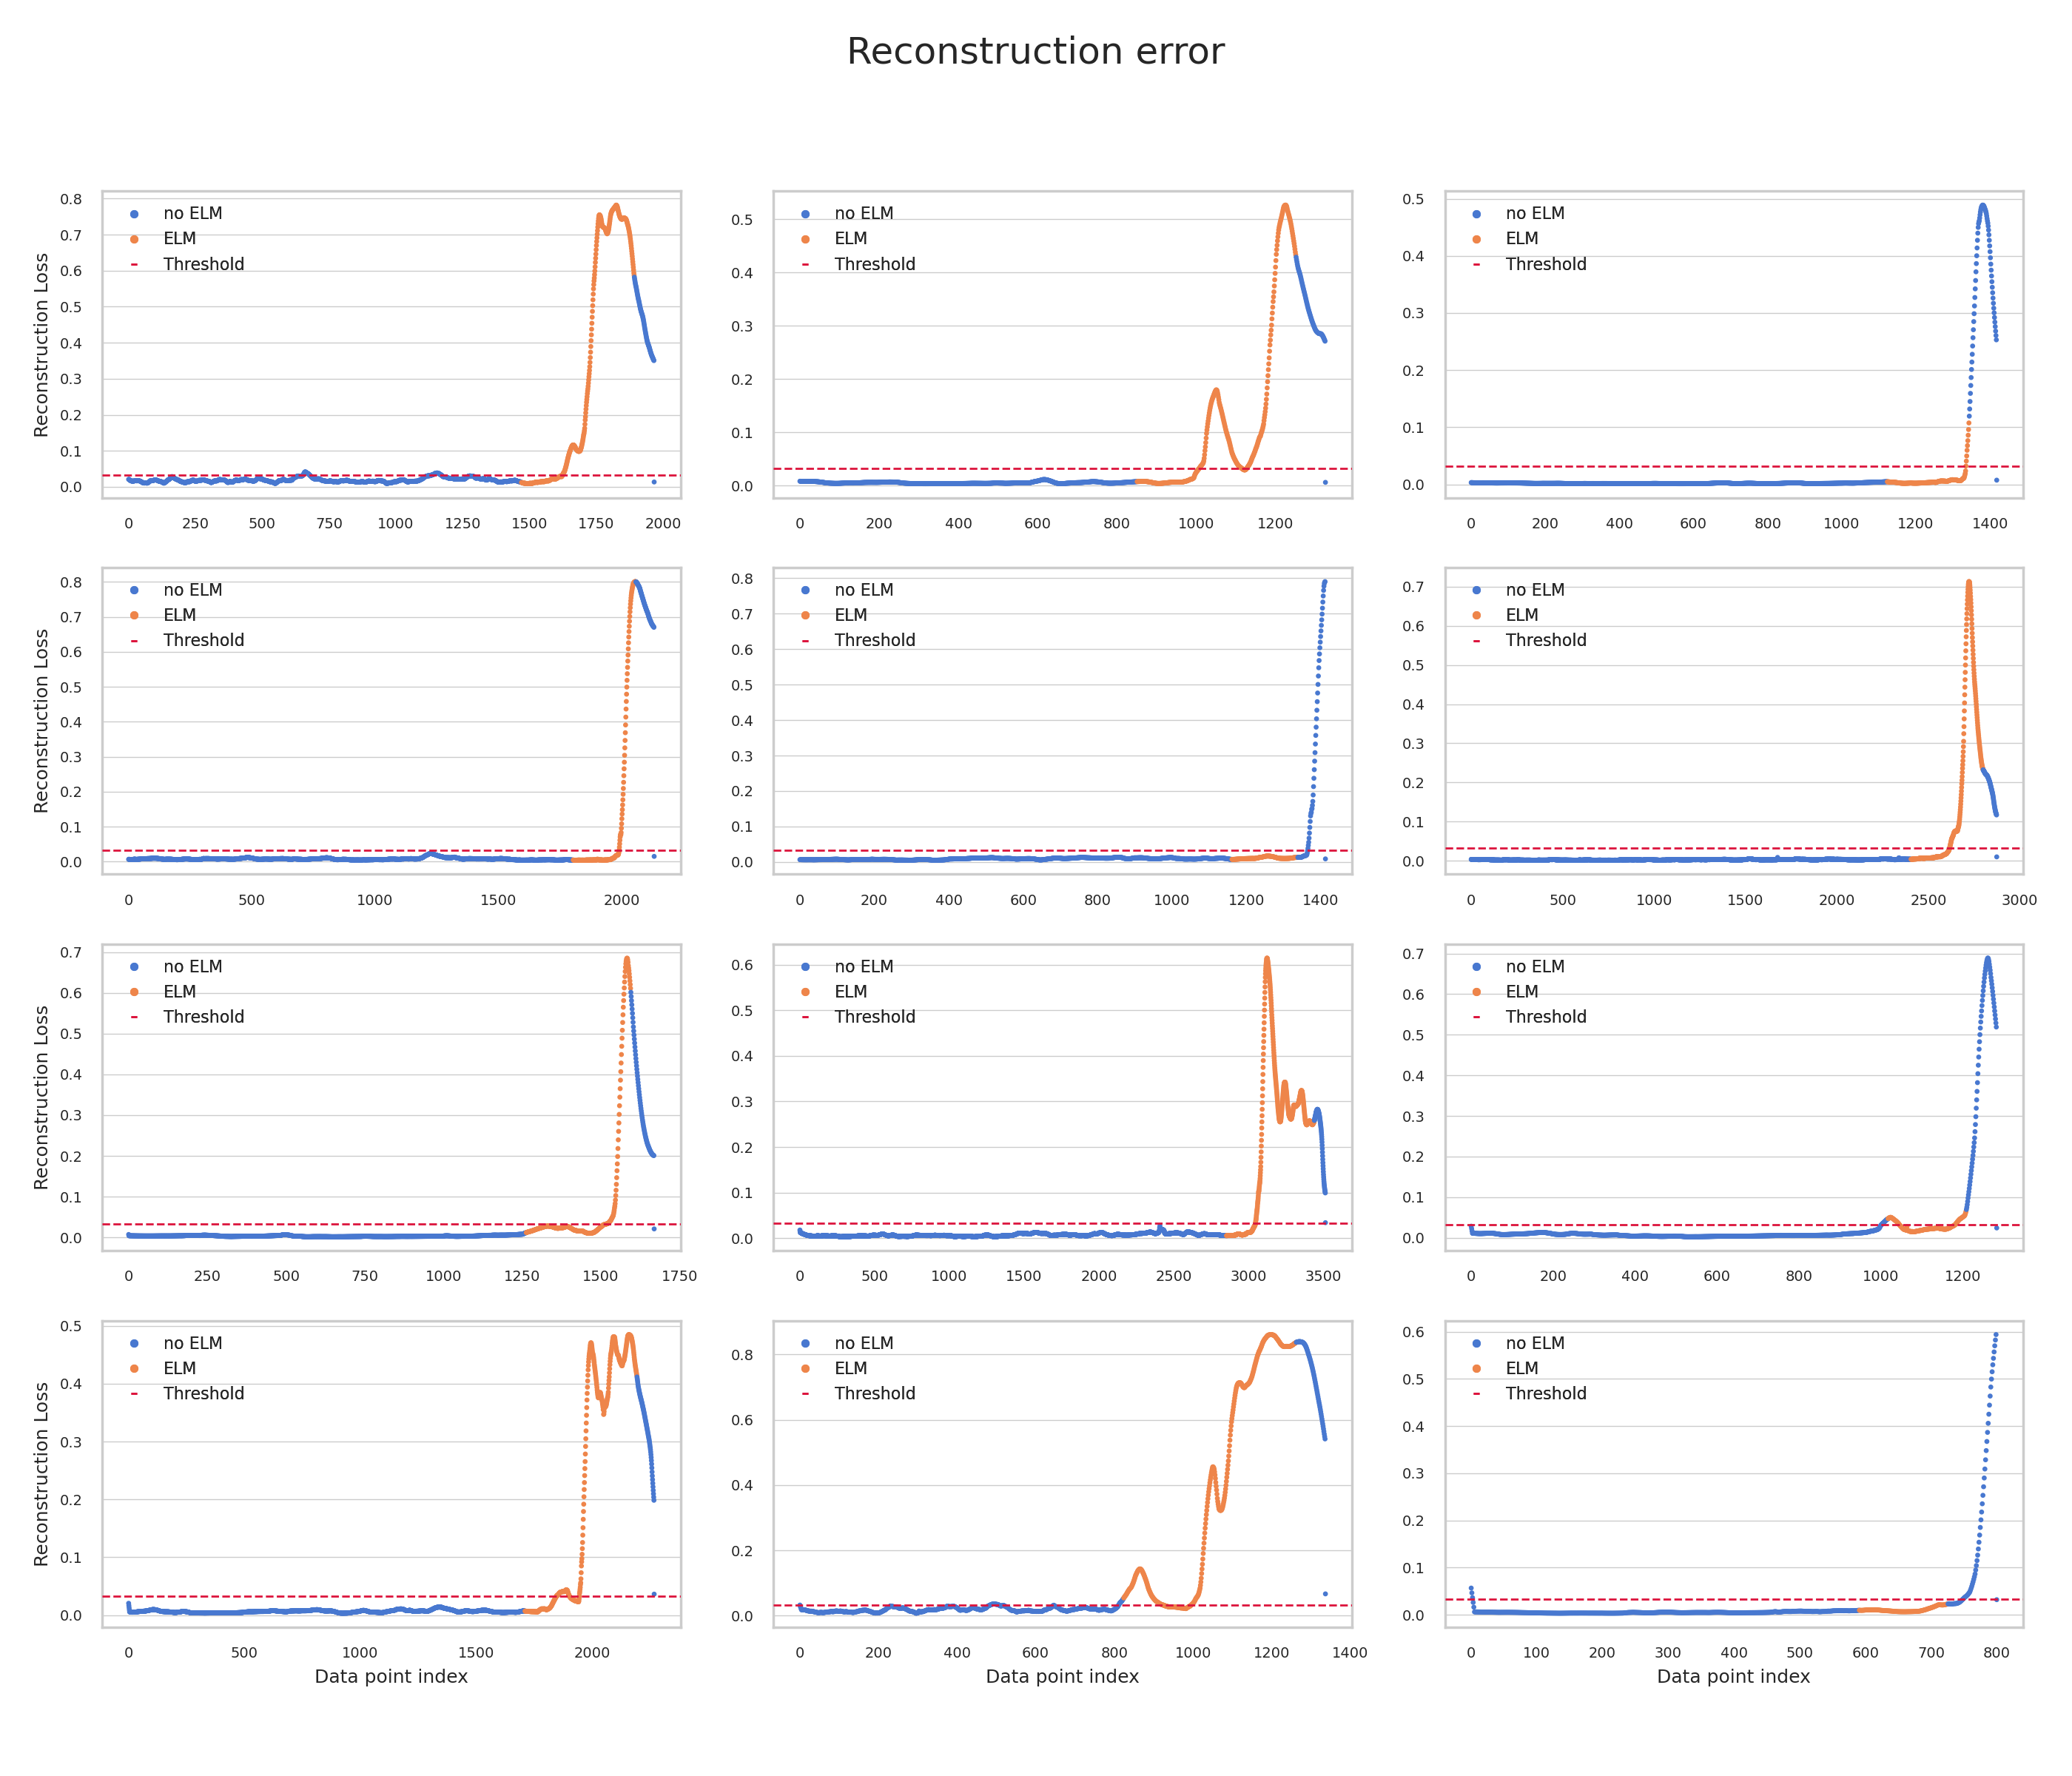 Reconstruction error
Reconstruction Loss
0.8
0.7
0.6
0.5
0.4
0.3
0.2
0.1
0.0
no ELM
ELM
Threshold
0 250 500 750 1000 1250 1500 1750 2000
0.5
0.4
0.3
0.2
0.1
0.0
no ELM
ELM
Threshold
0 200 400 600 800 1000 1200
0.5
0.4
0.3
0.2
0.1
0.0
no ELM
ELM
Threshold
0 200 400 600 800 1000 1200 1400
Reconstruction Loss
0.8
0.7
0.6
0.5
0.4
0.3
0.2
0.1
0.0
no ELM
ELM
Threshold
0 500 1000 1500 2000
0.8
0.7
0.6
0.5
0.4
0.3
0.2
0.1
0.0
no ELM
ELM
Threshold
0 200 400 600 800 1000 1200 1400
0.7
0.6
0.5
0.4
0.3
0.2
0.1
0.0
no ELM
ELM
Threshold
0 500 1000 1500 2000 2500 3000
Reconstruction Loss
0.7
0.6
0.5
0.4
0.3
0.2
0.1
0.0
no ELM
ELM
Threshold
0 250 500 750 1000 1250 1500 1750
0.6
0.5
0.4
0.3
0.2
0.1
0.0
no ELM
ELM
Threshold
0 500 1000 1500 2000 2500 3000 3500
0.7
0.6
0.5
0.4
0.3
0.2
0.1
0.0
no ELM
ELM
Threshold
0 200 400 600 800 1000 1200
Reconstruction Loss
0.5
0.4
0.3
0.2
0.1
0.0
no ELM
ELM
Threshold
0 500 1000 1500 2000
Data point index
0.8
0.6
0.4
0.2
0.0
no ELM
ELM
Threshold
0 200 400 600 800 1000 1200 1400
Data point index
0.6
0.5
0.4
0.3
0.2
0.1
0.0
no ELM
ELM
Threshold
0 100 200 300 400 500 600 700 800
Data point index